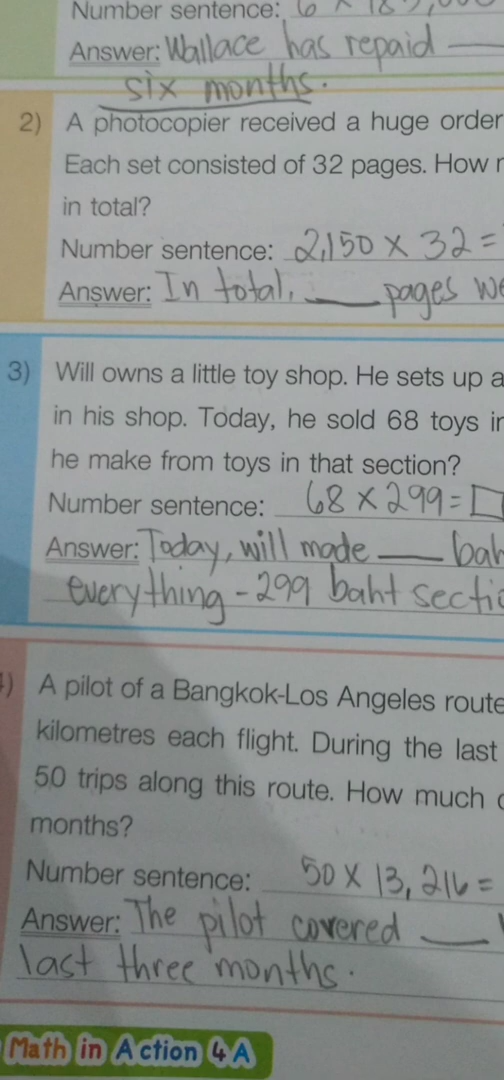 Number sentence: 6 ×
Answer: Wallace has repaid ___
six months.
2) A photocopier received a huge order
Each set consisted of 32 pages. How
in total?
Number sentence: 2,150 × 32 =
Answer: In total, ___ pages
3) Will owns a little toy shop. He sets up a
in his shop. Today, he sold 68 toys
he make from toys in that section?
Number sentence: 68 × 299 = □
Answer: Today, will made ___
everything - 299 baht
) A pilot of a Bangkok-Los Angeles route
kilometres each flight. During the last
50 trips along this route. How much
months?
Number sentence: 50 × 13,216 =
Answer: The pilot covered ___
last three months.
Math in Action 4A